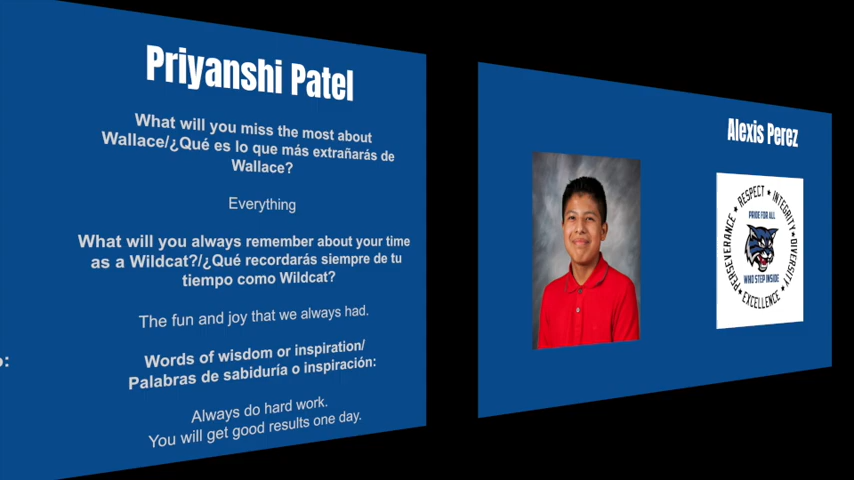 Priyanshi Patel
What will you miss the most about
Wallace/¿Qué es lo que más extrañarás de
Wallace?
Everything
What will you always remember about your time
as a Wildcat?/¿Qué recordarás siempre de tu
tiempo como Wildcat?
The fun and joy that we always had.
Words of wisdom or inspiration/
Palabras de sabiduría o inspiración:
Always do hard work.
You will get good results one day.
Alexis Perez
PERSEVERANCE ★ RESPECT ★ INTEGRITY ★ DIVERSITY ★ EXCELLENCE ★
PRIDE FOR ALL
WHO STEP INSIDE